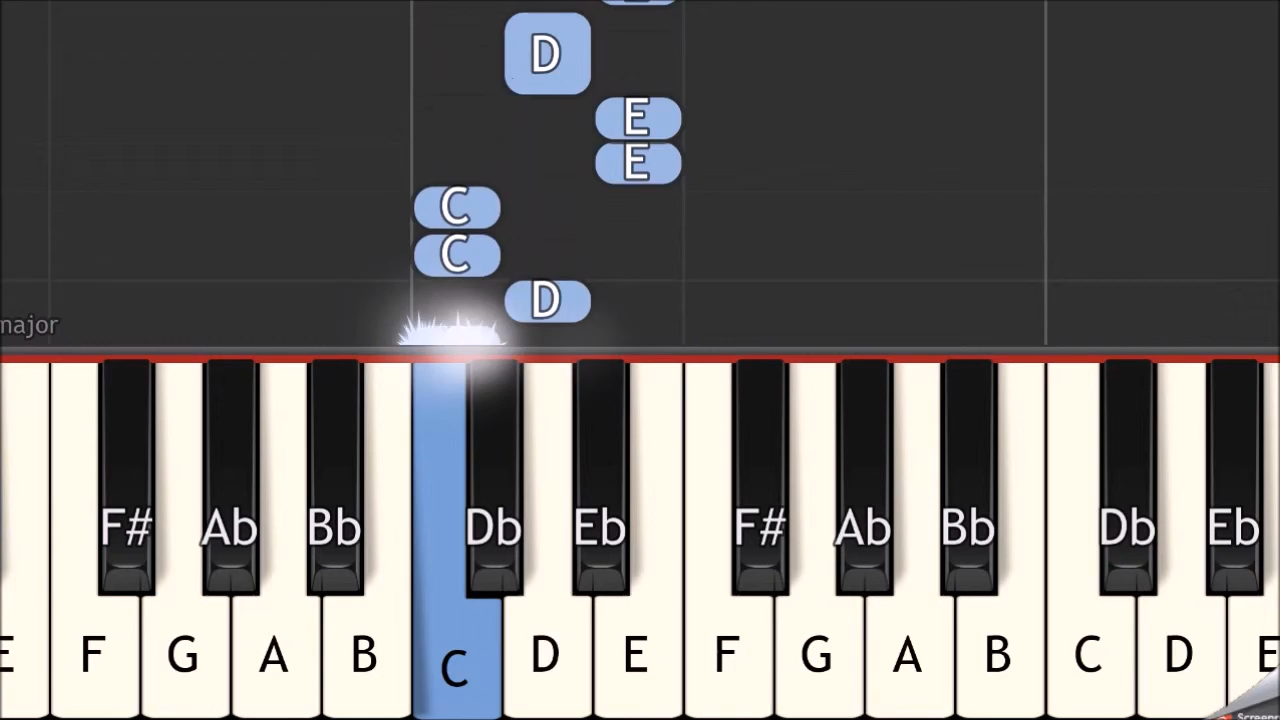 D
E
E
C
C
D
major
F# Ab Bb Db Eb F# Ab Bb Db Eb
E F G A B C D E F G A B C D E